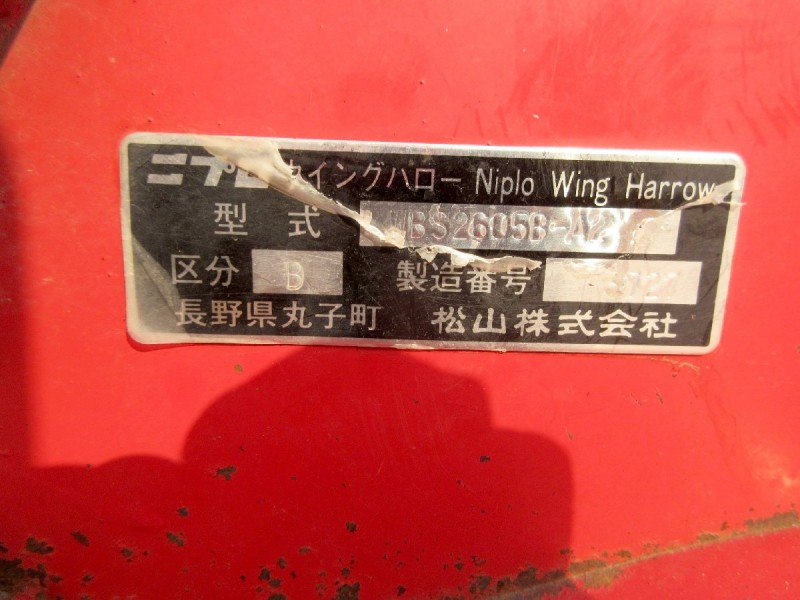 ニプロ ウイングハロー Niplo Wing Harrow
型式 WBS2605B-A2
区分 B 製造番号
長野県丸子町 松山株式会社